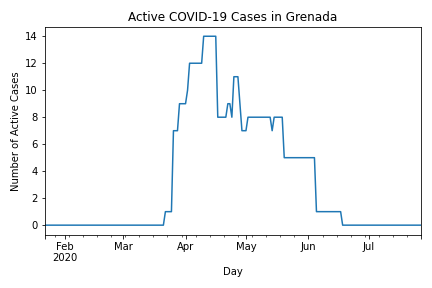 Active COVID-19 Cases in Grenada
14
12
10
8
6
4
2
0
Number of Active Cases
Feb Mar Apr May Jun Jul
2020
Day